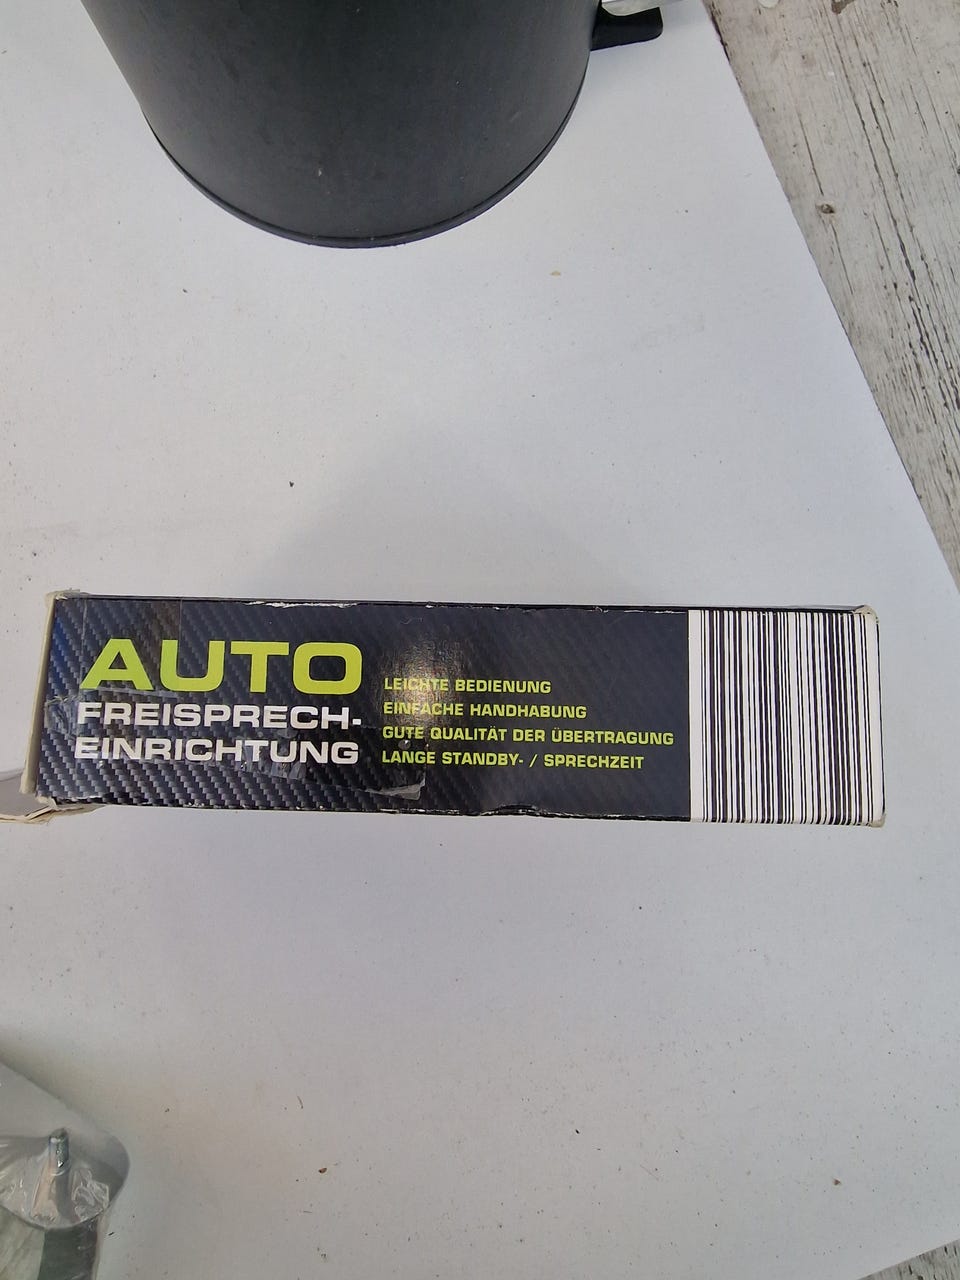 AUTO
FREISPRECH-
EINRICHTUNG
LEICHTE BEDIENUNG
EINFACHE HANDHABUNG
GUTE QUALITÄT DER ÜBERTRAGUNG
LANGE STANDBY- / SPRECHZEIT